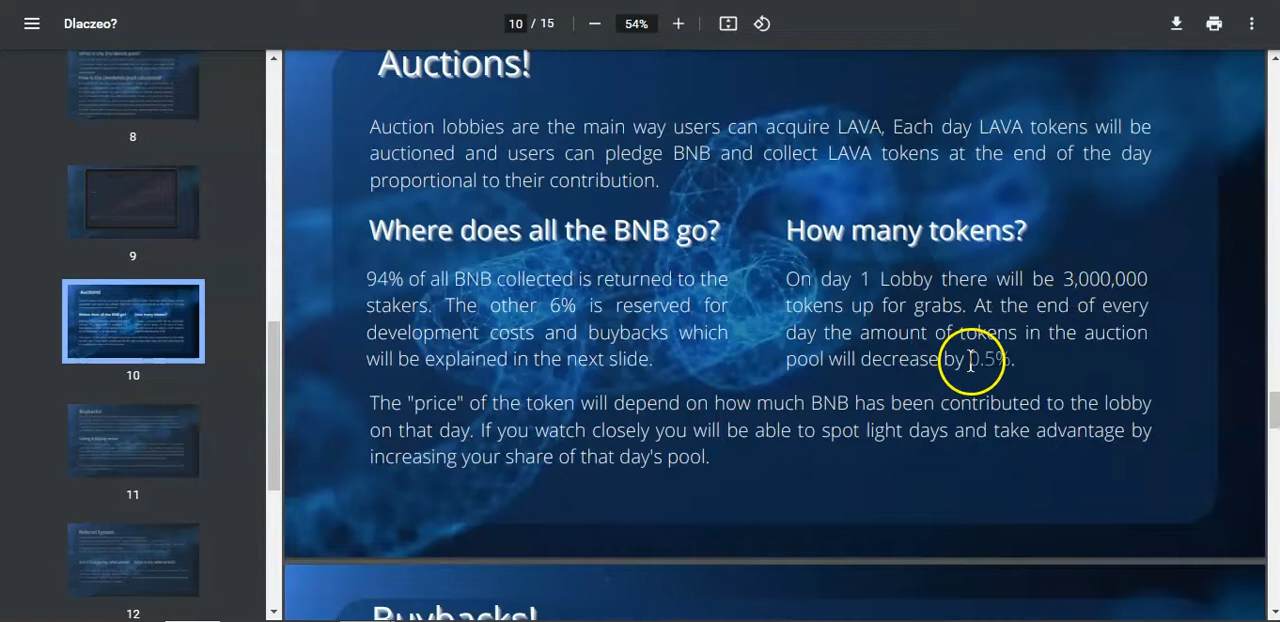 Dlaczeo?
10 / 15
54%
8
9
10
11
12
Auctions!
Auction lobbies are the main way users can acquire LAVA, Each day LAVA tokens will be
auctioned and users can pledge BNB and collect LAVA tokens at the end of the day
proportional to their contribution.
Where does all the BNB go?
94% of all BNB collected is returned to the
stakers. The other 6% is reserved for
development costs and buybacks which
will be explained in the next slide.
How many tokens?
On day 1 Lobby there will be 3,000,000
tokens up for grabs. At the end of every
day the amount of tokens in the auction
pool will decrease by 0.5%.
The "price" of the token will depend on how much BNB has been contributed to the lobby
on that day. If you watch closely you will be able to spot light days and take advantage by
increasing your share of that day's pool.
Buybacks!